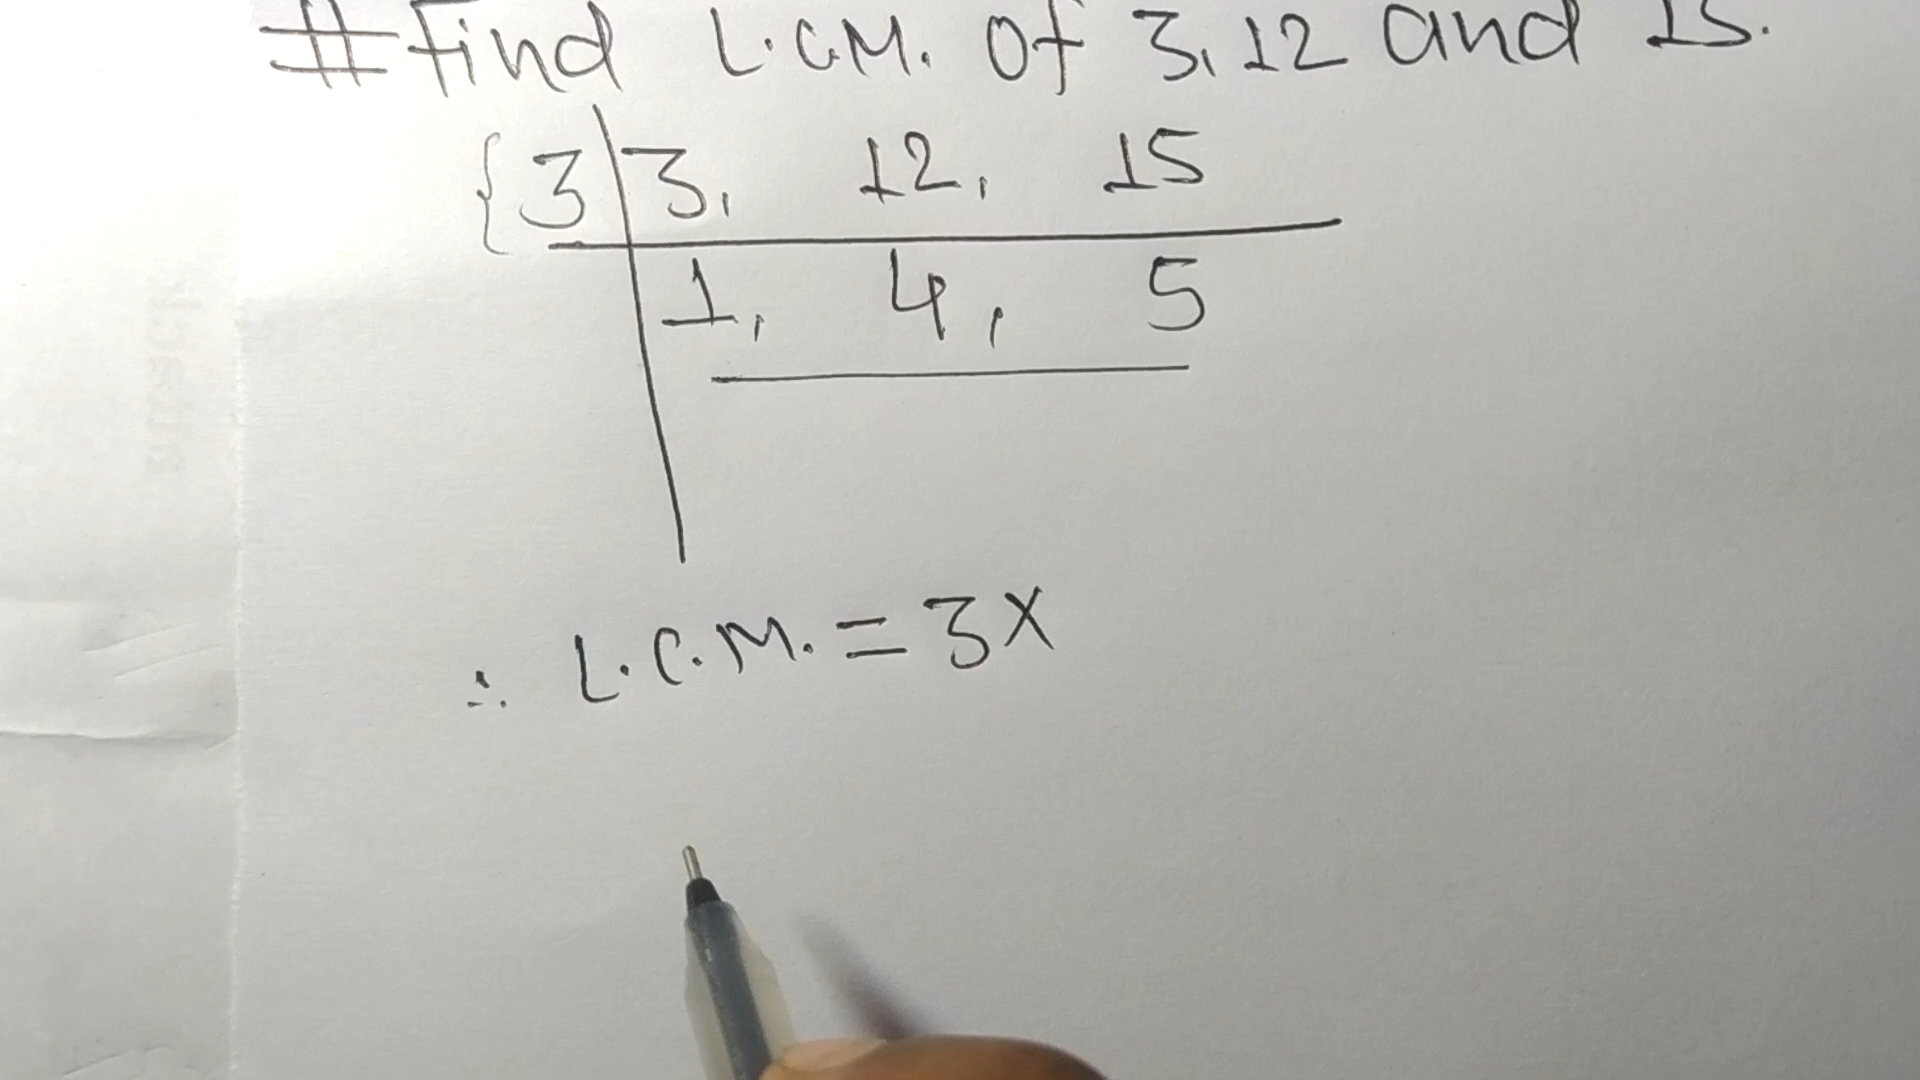 #Find L.C.M. of 3, 12 and 15.
{3 3, 12, 15
1, 4, 5
∴ L.C.M. = 3×